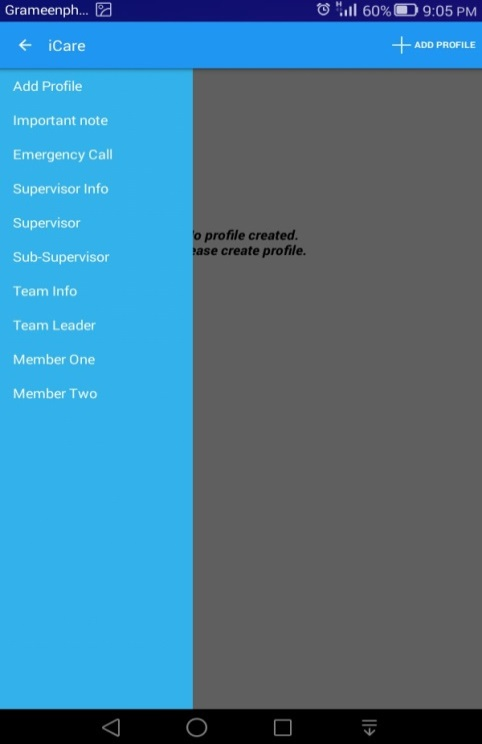 Grameenph... 60% 9:05 PM
iCare ADD PROFILE
Add Profile
Important note
Emergency Call
Supervisor Info
Supervisor
o profile created.
Sub-Supervisor
ease create profile.
Team Info
Team Leader
Member One
Member Two